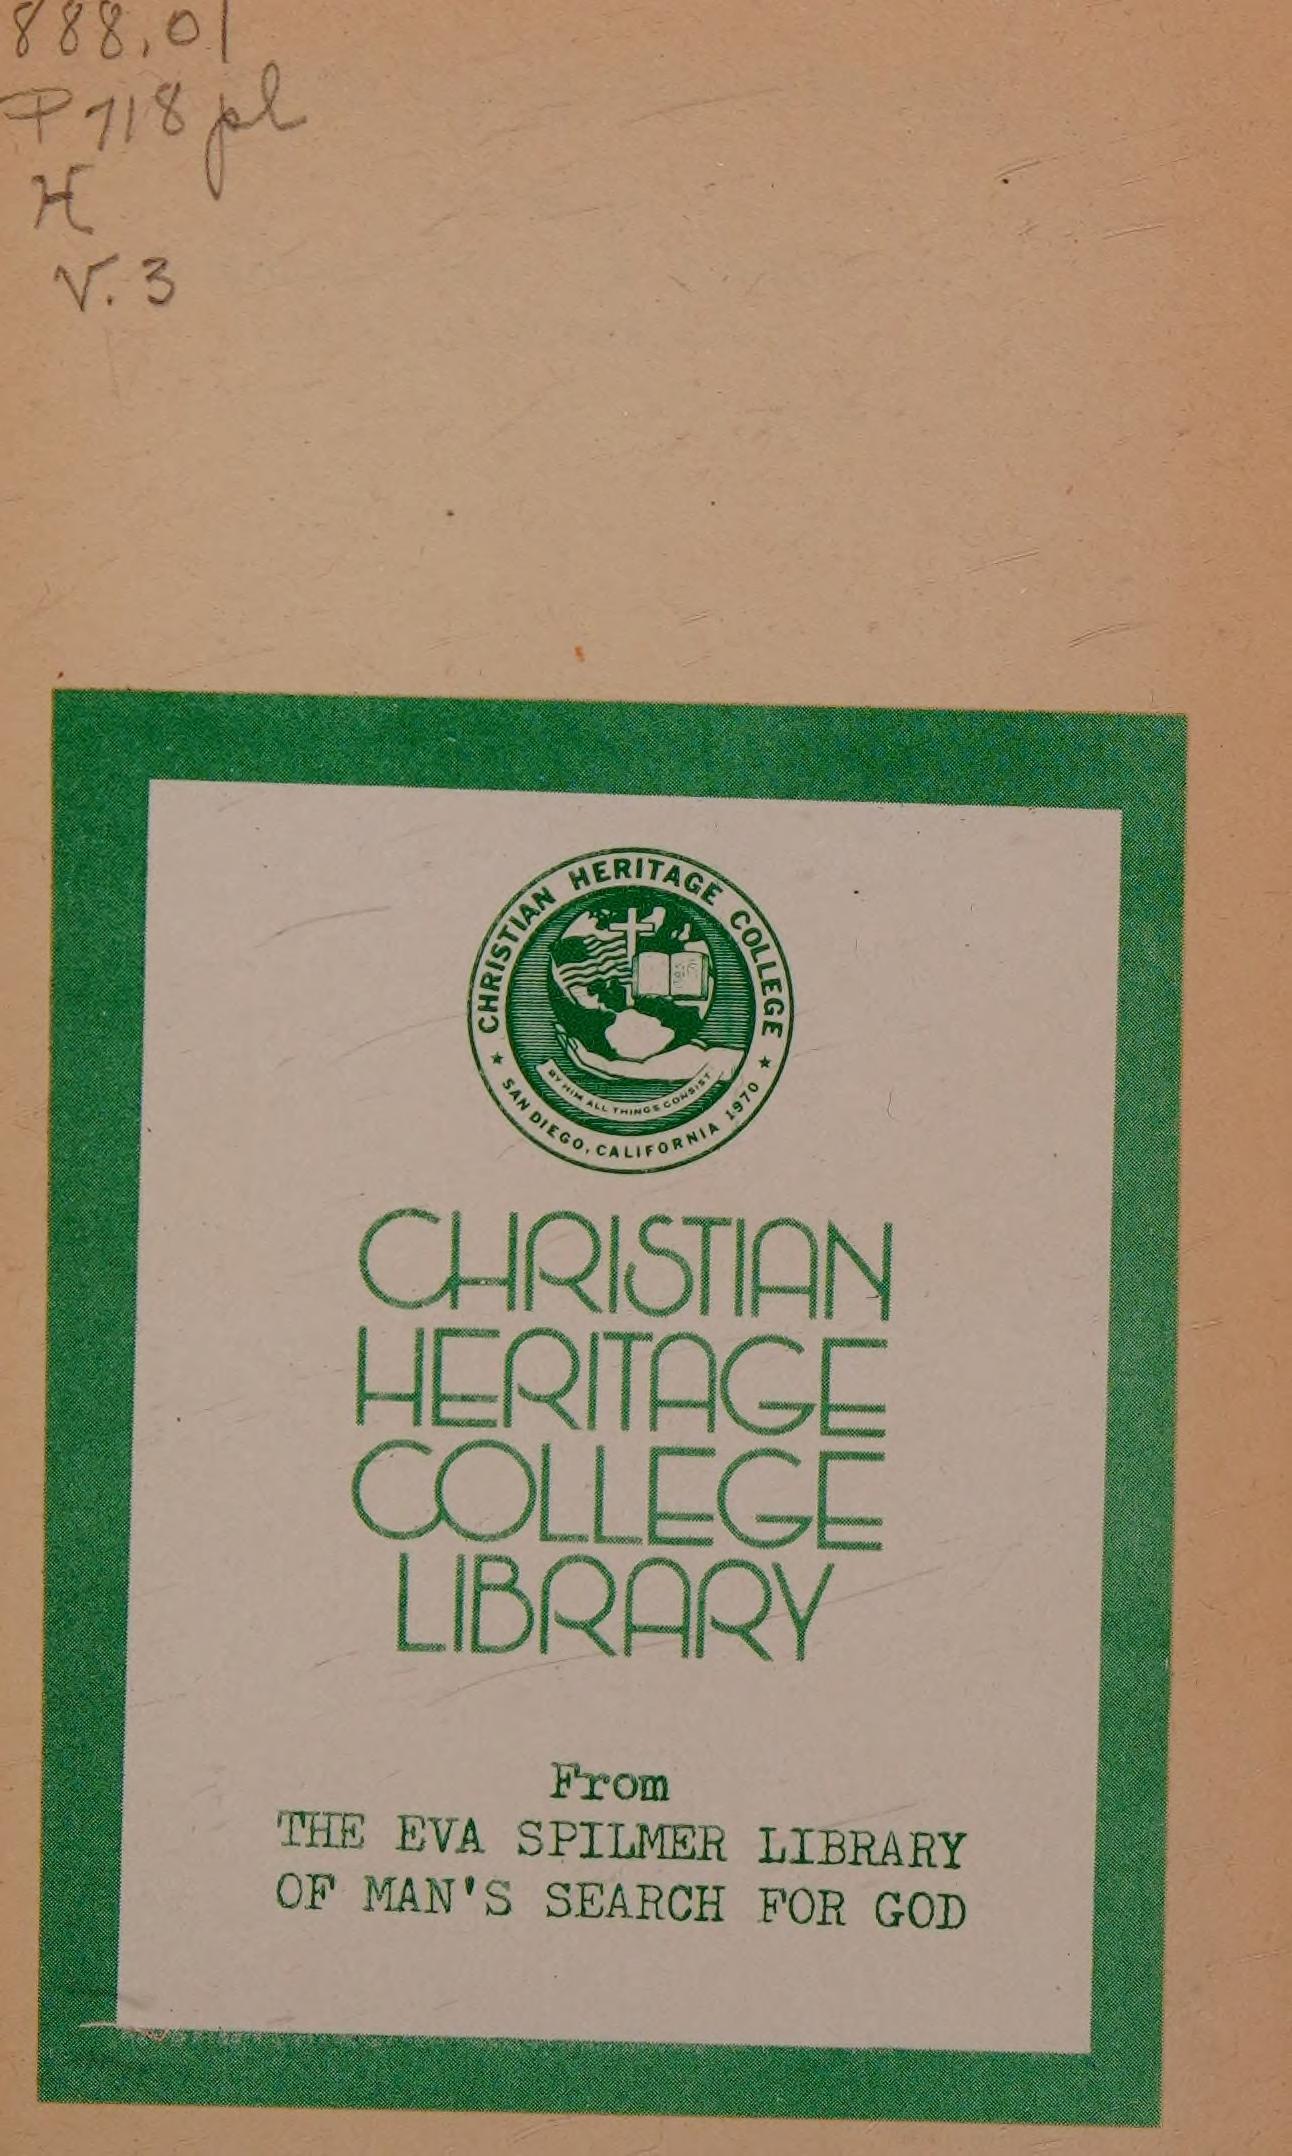 888.01
P718pl
H
V.3
CHRISTIAN HERITAGE COLLEGE
BY HIM ALL THINGS CONSIST
★ SAN DIEGO, CALIFORNIA 1970 ★
CHRISTIAN
HERITAGE
COLLEGE
LIBRARY
From
THE EVA SPILMER LIBRARY
OF MAN'S SEARCH FOR GOD